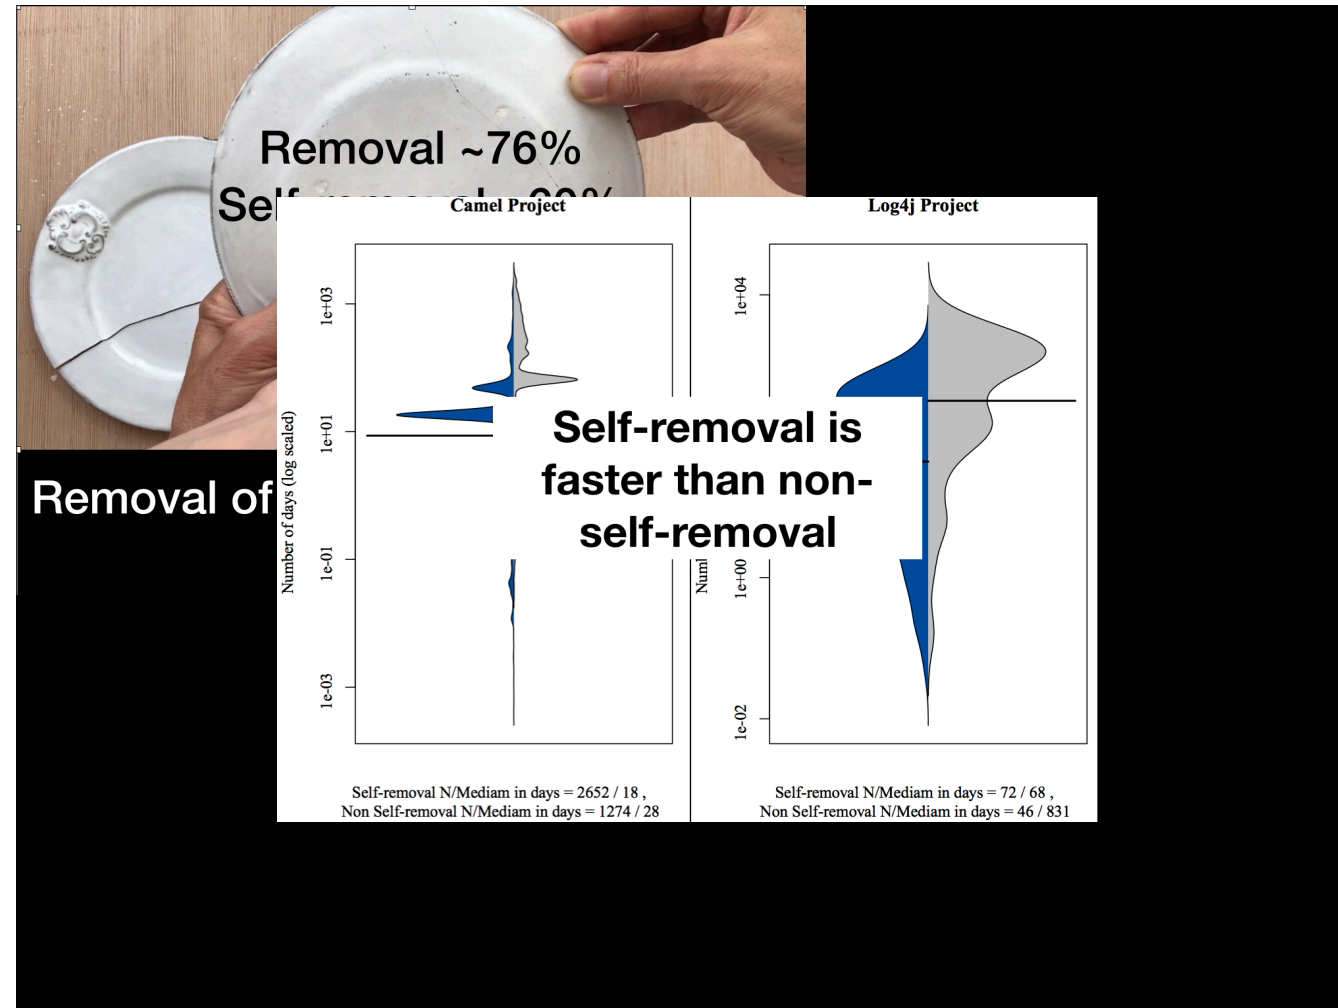 Removal ~76%
Removal of
Camel Project
Number of days (log scaled)
1e+03
1e+01
1e-01
1e-03
Self-removal N/Mediam in days = 2652 / 18 ,
Non Self-removal N/Mediam in days = 1274 / 28
Log4j Project
1e+04
1e+00
1e-02
Self-removal N/Mediam in days = 72 / 68 ,
Non Self-removal N/Mediam in days = 46 / 831
Self-removal is
faster than non-
self-removal